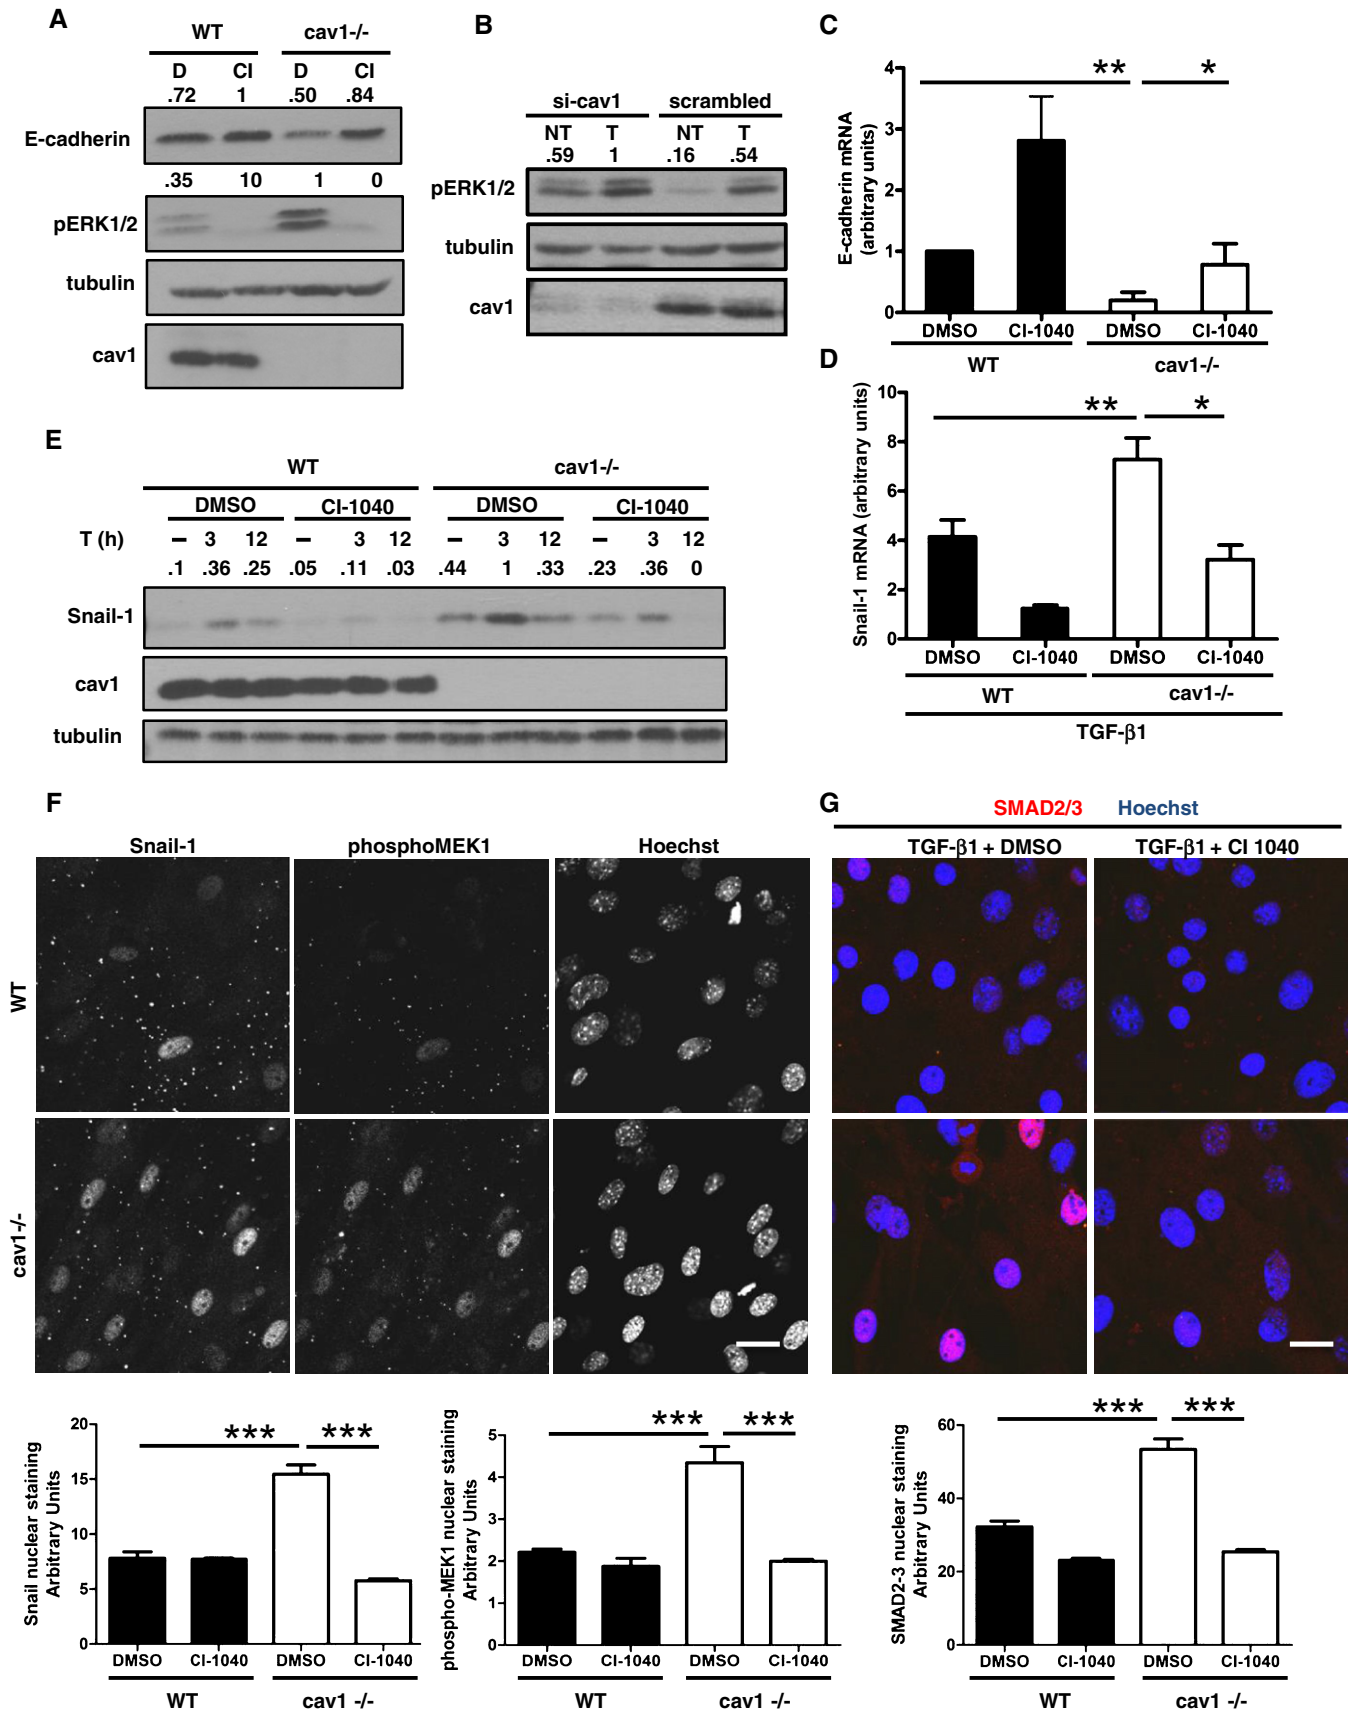 A
WT cav1-/-
D CI D CI
.72 1 .50 .84
E-cadherin
.35 10 1 0
pERK1/2
tubulin
cav1
B
si-cav1 scrambled
NT T NT T
.59 1 .16 .54
pERK1/2
tubulin
cav1
C
E-cadherin mRNA
(arbitrary units)
4
3
2
1
0
** *
DMSO CI-1040 DMSO CI-1040
WT cav1-/-
D
Snail-1 mRNA (arbitrary units)
10
8
6
4
2
0
** *
DMSO CI-1040 DMSO CI-1040
WT cav1-/-
TGF-β1
E
WT cav1-/-
DMSO CI-1040 DMSO CI-1040
T (h) – 3 12 – 3 12 – 3 12 – 3 12
.1 .36 .25 .05 .11 .03 .44 1 .33 .23 .36 0
Snail-1
cav1
tubulin
F
Snail-1 phosphoMEK1 Hoechst
WT
cav1-/-
Snail nuclear staining
Arbitrary Units
20
15
10
5
0
*** ***
DMSO CI-1040 DMSO CI-1040
WT cav1 -/-
phospho-MEK1 nuclear staining
Arbitrary Units
5
4
3
2
1
0
*** ***
DMSO CI-1040 DMSO CI-1040
WT cav1 -/-
G
SMAD2/3 Hoechst
TGF-β1 + DMSO TGF-β1 + CI 1040
SMAD2-3 nuclear staining
Arbitrary Units
60
40
20
0
*** ***
DMSO CI-1040 DMSO CI-1040
WT cav1 -/-